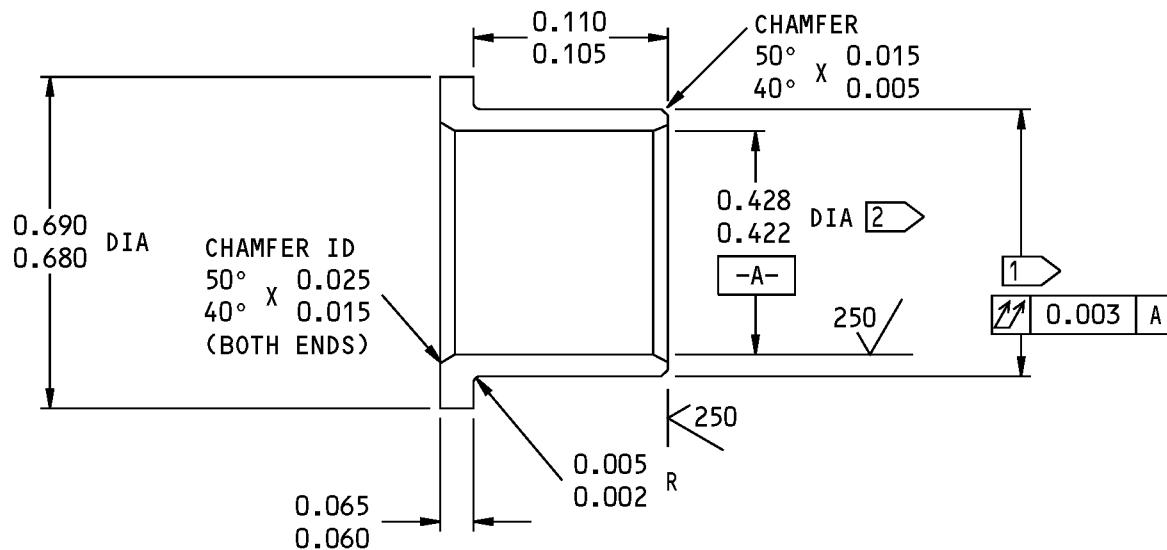 0.110
0.105
CHAMFER
50° X 0.015
40° 0.005
0.690
0.680 DIA
CHAMFER ID
50° X 0.025
40° 0.015
(BOTH ENDS)
0.428
0.422 DIA 2
-A-
1
0.003 A
250
250
0.005
0.002 R
0.065
0.060